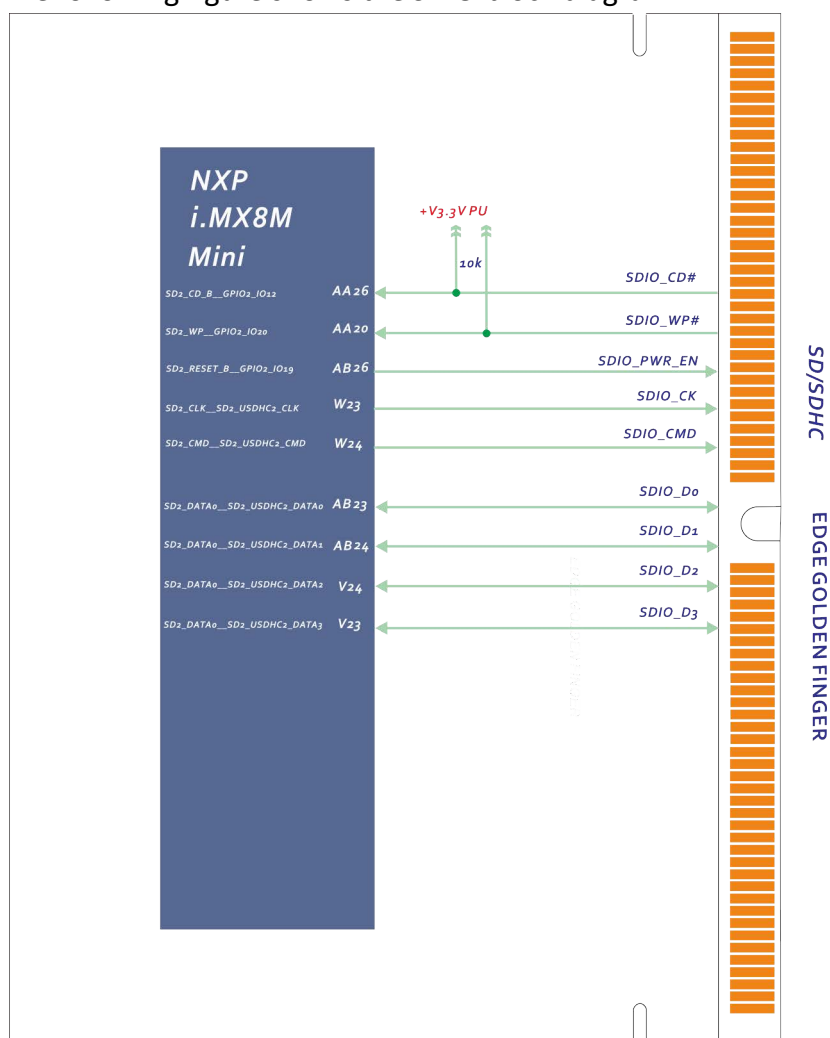 NXP
i.MX8M
Mini
+V3.3V PU
10k
SD2_CD_B__GPIO2_IO12 AA26 SDIO_CD#
SD2_WP__GPIO2_IO20 AA20 SDIO_WP#
SD2_RESET_B__GPIO2_IO19 AB26 SDIO_PWR_EN
SD2_CLK__SD2_USDHC2_CLK W23 SDIO_CK
SD2_CMD__SD2_USDHC2_CMD W24 SDIO_CMD
SD2_DATA0__SD2_USDHC2_DATA0 AB23 SDIO_D0
SD2_DATA0__SD2_USDHC2_DATA1 AB24 SDIO_D1
SD2_DATA0__SD2_USDHC2_DATA2 V24 SDIO_D2
SD2_DATA0__SD2_USDHC2_DATA3 V23 SDIO_D3
SD/SDHC
EDGE GOLDEN FINGER